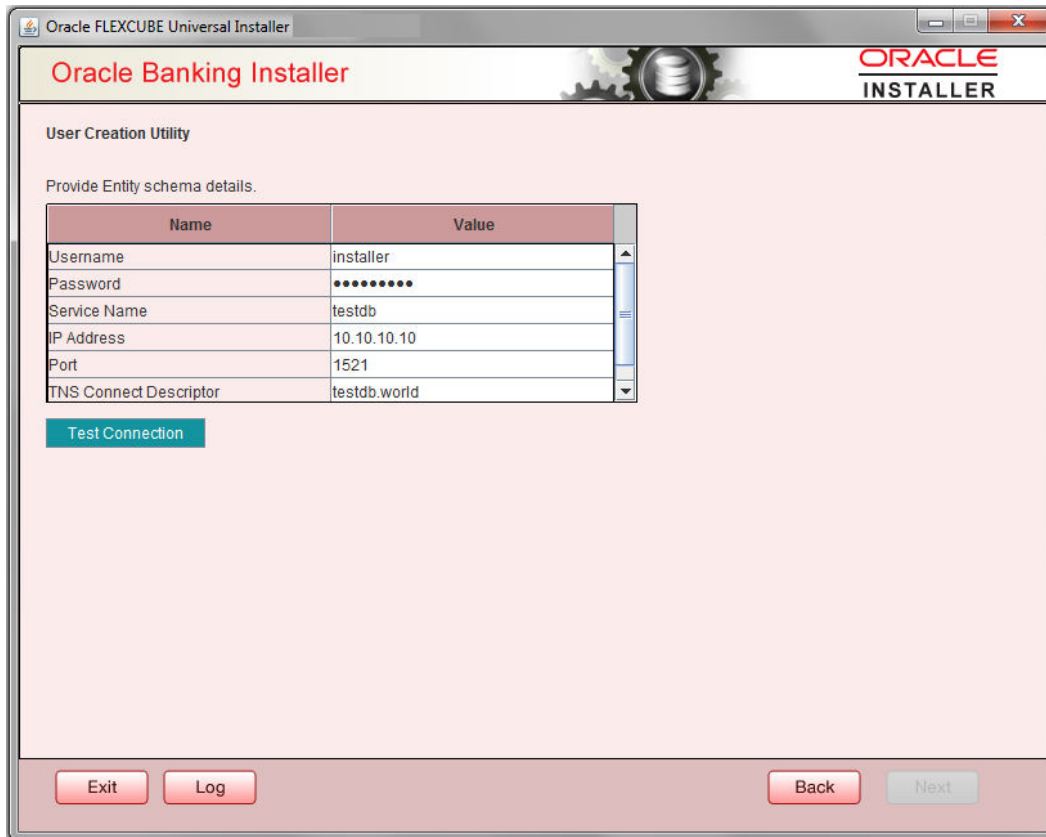 Oracle FLEXCUBE Universal Installer
Oracle Banking Installer
ORACLE
INSTALLER
User Creation Utility
Provide Entity schema details.
Name Value
Username installer
Password •••••••••
Service Name testdb
IP Address 10.10.10.10
Port 1521
TNS Connect Descriptor testdb.world
Test Connection
Exit Log Back Next